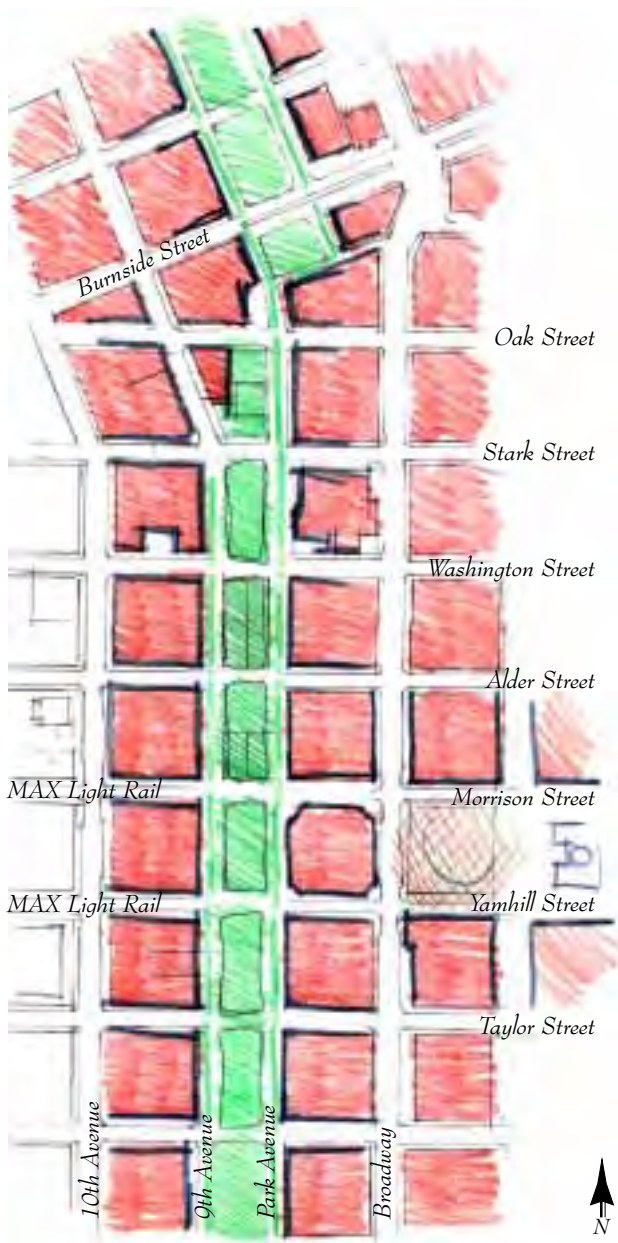 Burnside Street
Oak Street
Stark Street
Washington Street
Alder Street
MAX Light Rail
Morrison Street
MAX Light Rail
Yamhill Street
Taylor Street
10th Avenue
9th Avenue
Park Avenue
Broadway
N